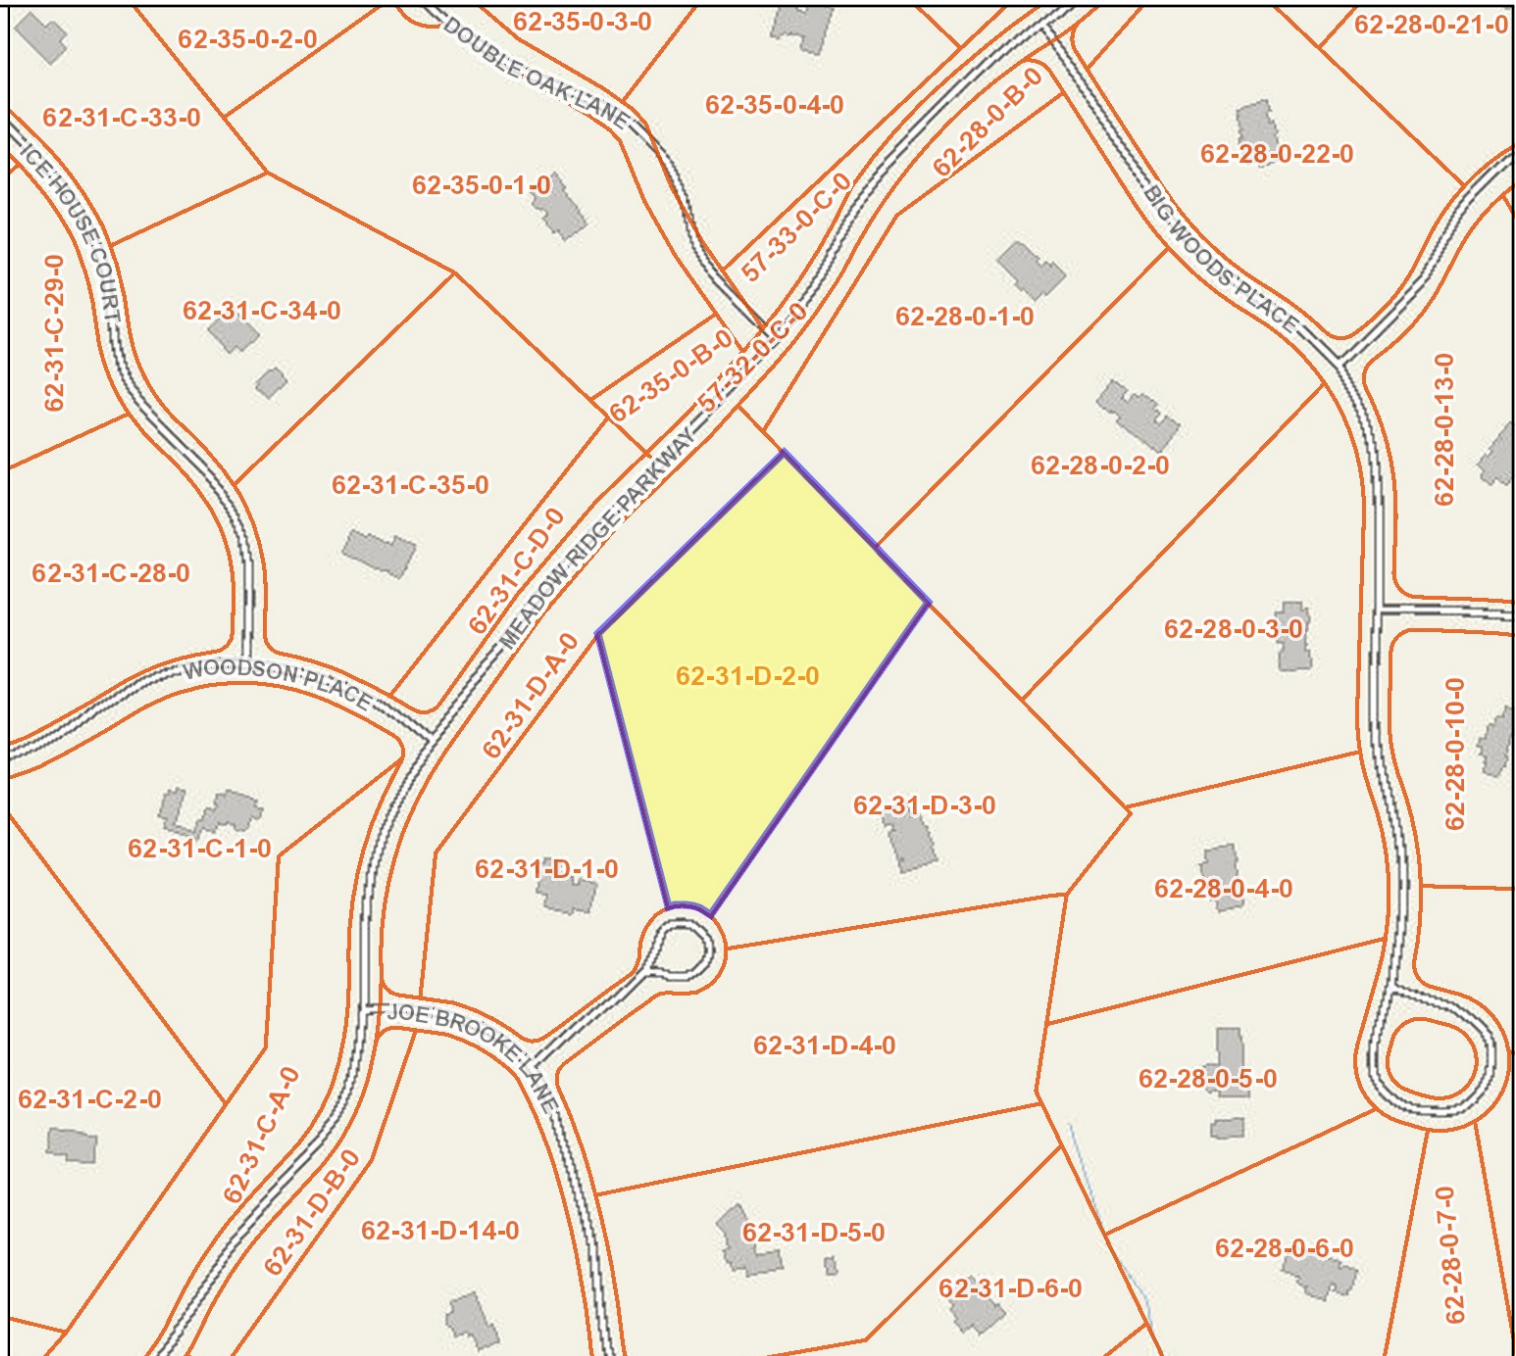 62-35-0-3-0
62-28-0-21-0
62-35-0-2-0
DOUBLE OAK LANE
62-35-0-4-0
62-31-C-33-0
62-28-0-B-0
62-28-0-22-0
ICE HOUSE COURT
62-35-0-1-0
57-33-0-C-0
BIG WOODS PLACE
62-31-C-29-0
62-31-C-34-0
62-28-0-1-0
62-35-0-B-0
57-32-0-C-0
62-28-0-13-0
62-28-0-2-0
62-31-C-35-0
MEADOW RIDGE PARKWAY
62-31-C-D-0
62-31-C-28-0
62-28-0-3-0
WOODSON PLACE
62-31-D-A-0
62-31-D-2-0
62-28-0-10-0
62-31-D-3-0
62-31-C-1-0
62-31-D-1-0
62-28-0-4-0
JOE BROOKE LANE
62-31-D-4-0
62-28-0-5-0
62-31-C-2-0
62-31-C-A-0
62-31-D-B-0
62-31-D-14-0
62-31-D-5-0
62-28-0-6-0
62-28-0-7-0
62-31-D-6-0